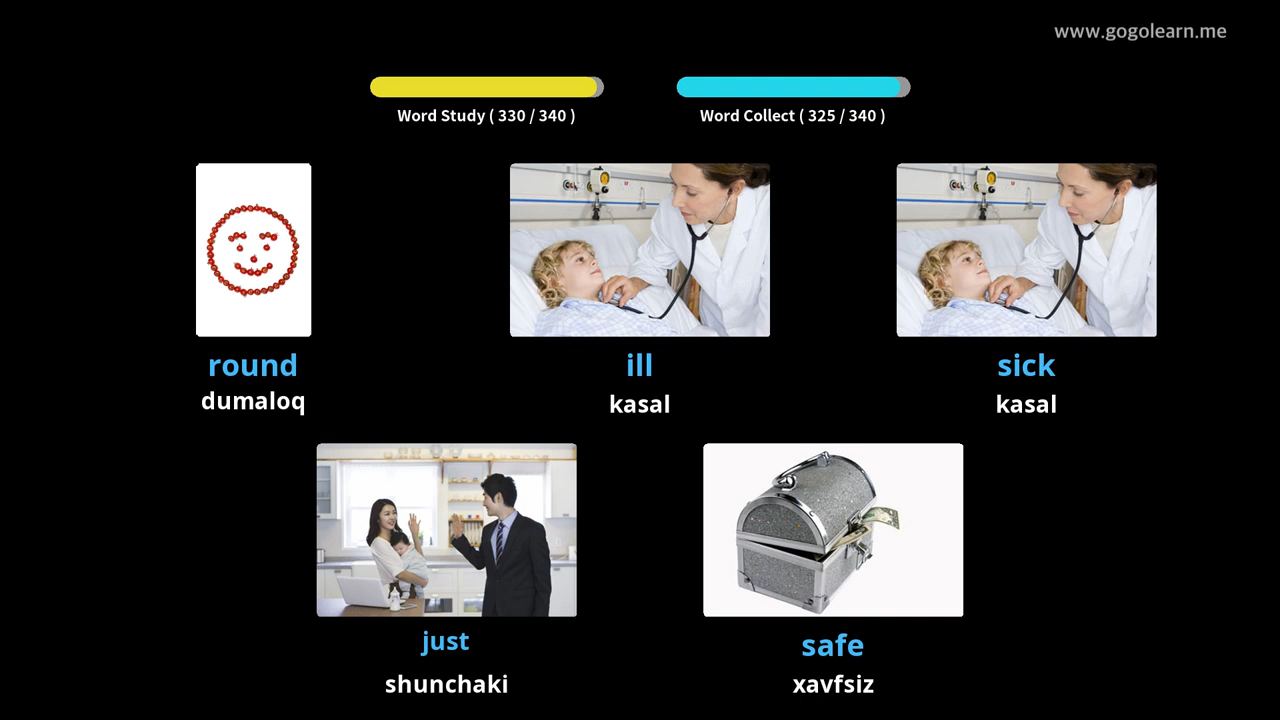 www.gogolearn.me
Word Study ( 330 / 340 )
Word Collect ( 325 / 340 )
round
dumaloq
ill
kasal
sick
kasal
just
shunchaki
safe
xavfsiz